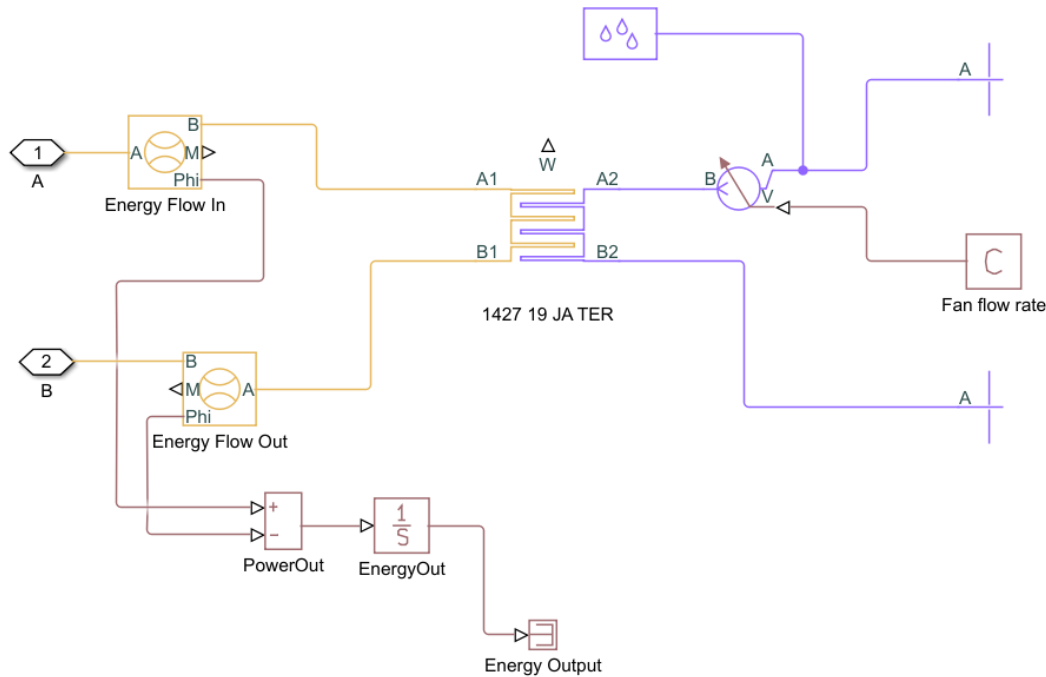 A
1
A
A
B
M
Phi
Energy Flow In
W
A1
A2
B
A
V
C
Fan flow rate
B1
B2
1427 19 JA TER
2
B
B
M
A
Phi
Energy Flow Out
A
+
−
PowerOut
1
S
EnergyOut
Energy Output